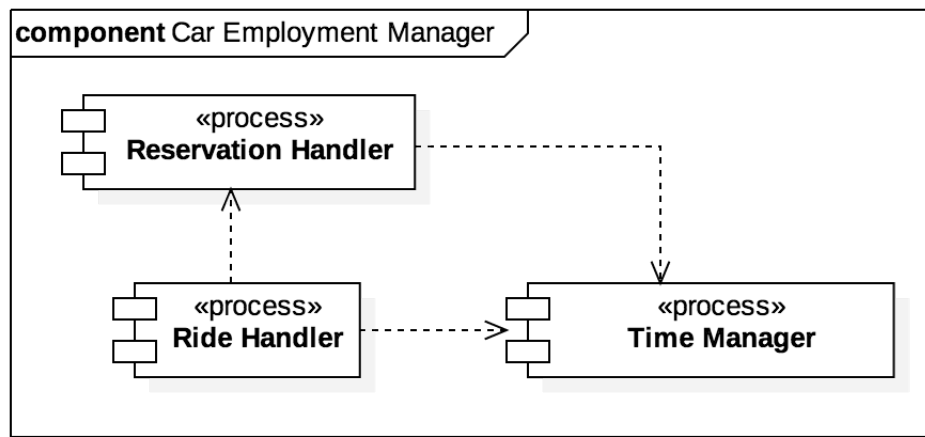 component Car Employment Manager
«process»
Reservation Handler
«process»
Ride Handler
«process»
Time Manager